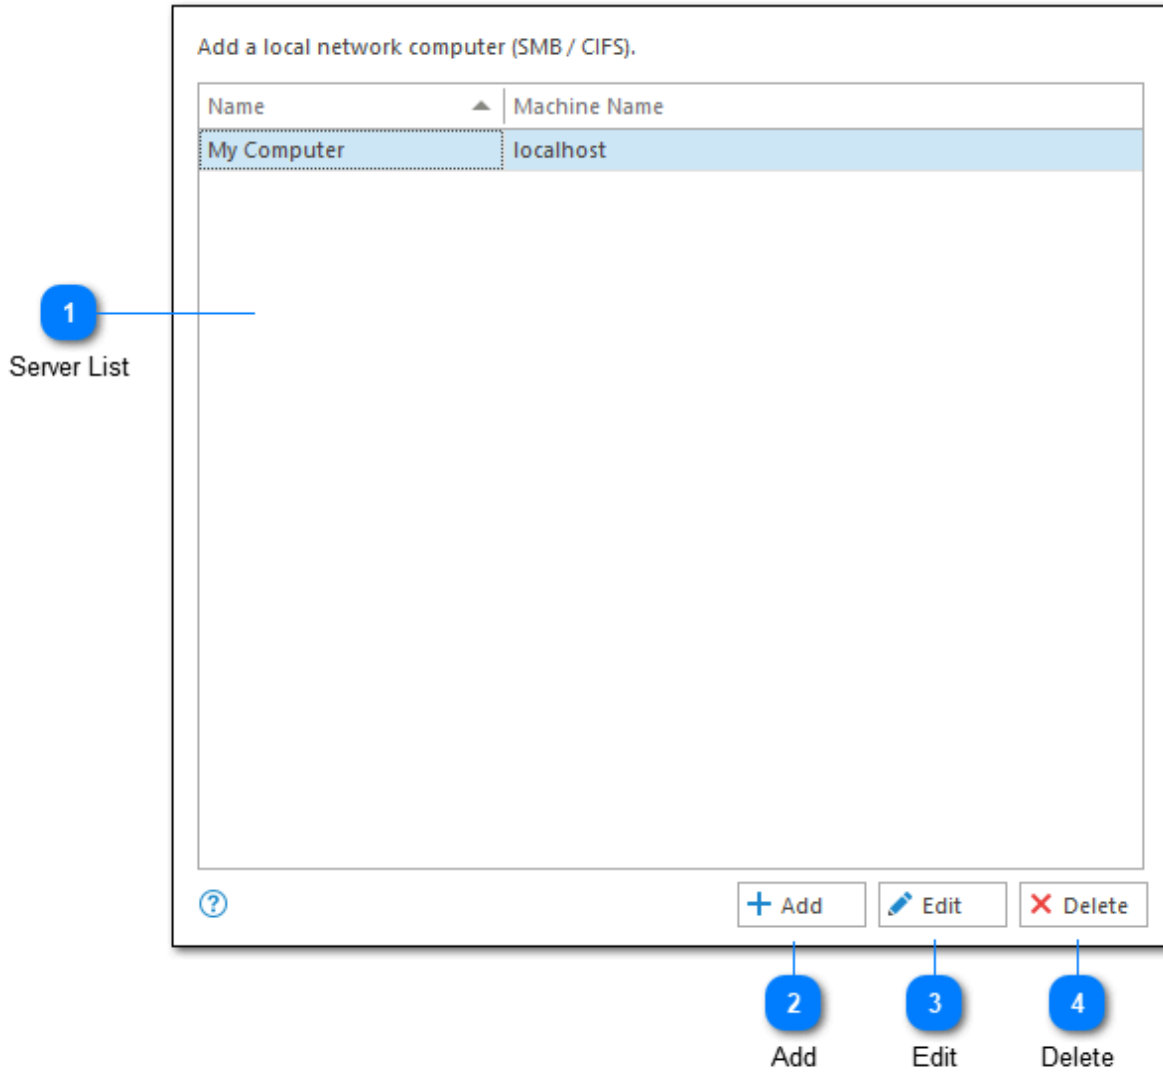 Add a local network computer (SMB / CIFS).
Name Machine Name
My Computer localhost
1
Server List
? Add Edit Delete
2 3 4
Add Edit Delete